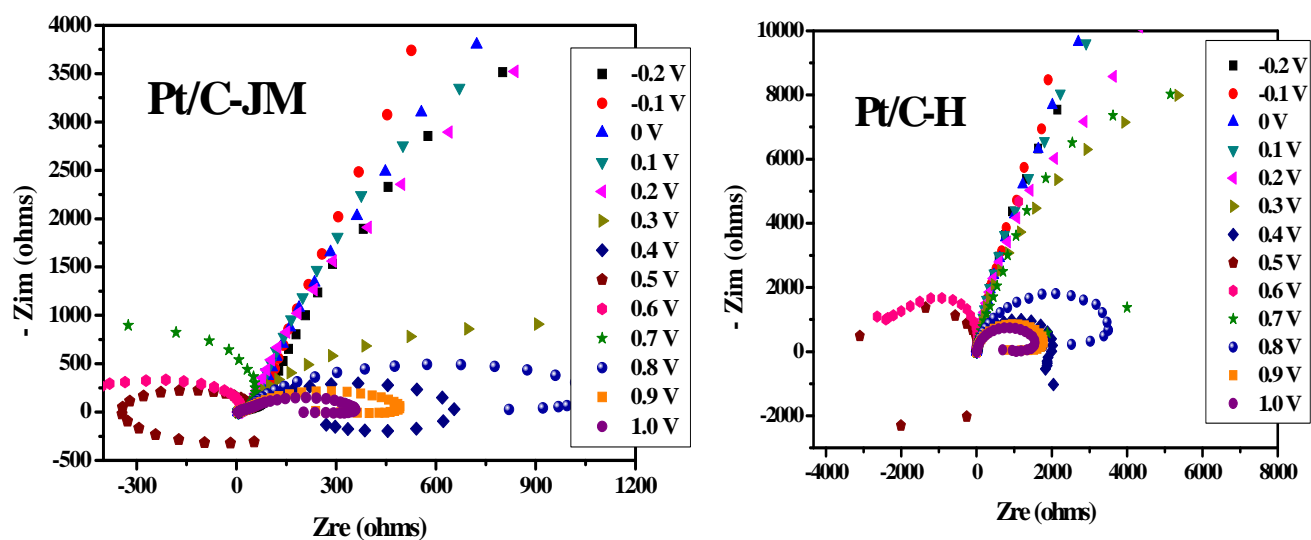 Pt/C-JM
- Zim (ohms)
4000
3500
3000
2500
2000
1500
1000
500
0
-500
-300
0
300
600
900
1200
Zre (ohms)
-0.2 V
-0.1 V
0 V
0.1 V
0.2 V
0.3 V
0.4 V
0.5 V
0.6 V
0.7 V
0.8 V
0.9 V
1.0 V
Pt/C-H
- Zim (ohms)
10000
8000
6000
4000
2000
0
-2000
-4000
-2000
0
2000
4000
6000
8000
Zre (ohms)
-0.2 V
-0.1 V
0 V
0.1 V
0.2 V
0.3 V
0.4 V
0.5 V
0.6 V
0.7 V
0.8 V
0.9 V
1.0 V